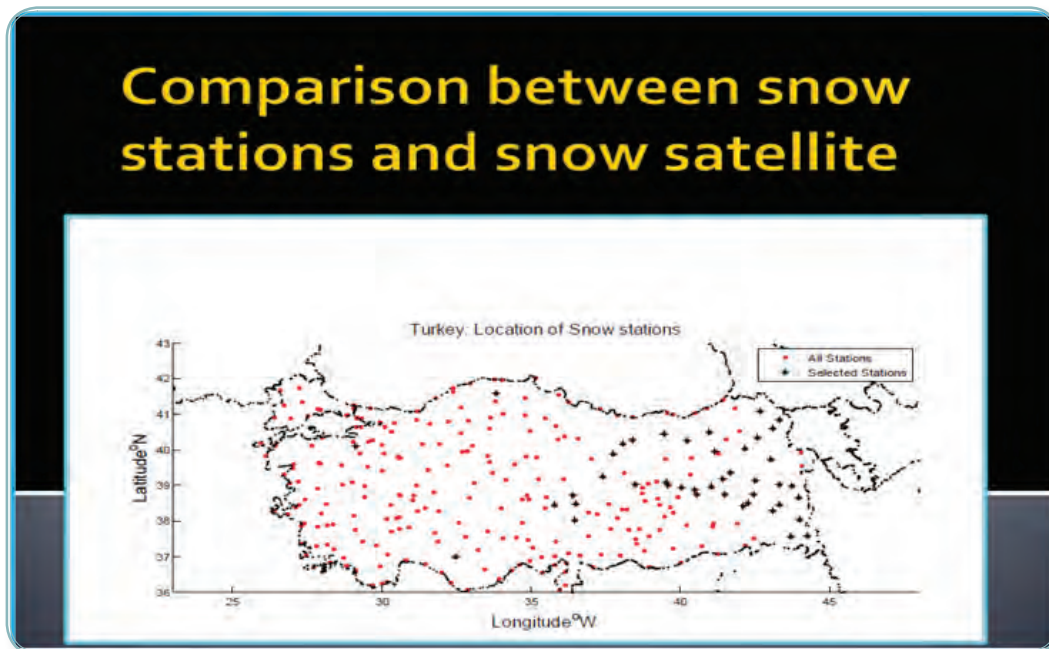 Comparison between snow
stations and snow satellite
Turkey: Location of Snow stations
All Stations
Selected Stations
43
42
41
40
39
38
37
36
Latitude°N
25
30
35
40
45
Longitude°W